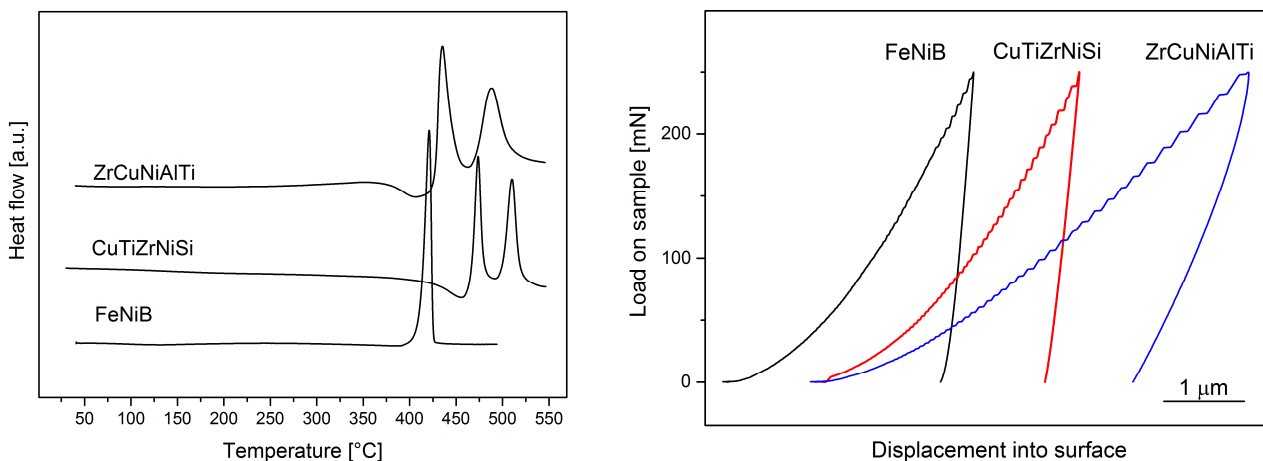 Heat flow [a.u.]
ZrCuNiAlTi
CuTiZrNiSi
FeNiB
50 100 150 200 250 300 350 400 450 500 550
Temperature [°C]
FeNiB CuTiZrNiSi ZrCuNiAlTi
Load on sample [mN]
200
100
0
1 μm
Displacement into surface